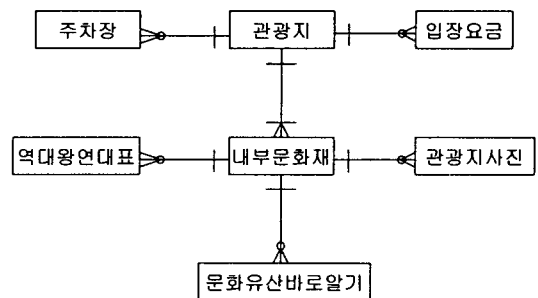 주차장
관광지
입장요금
역대왕연대표
내부문화재
관광지사진
문화유산바로알기